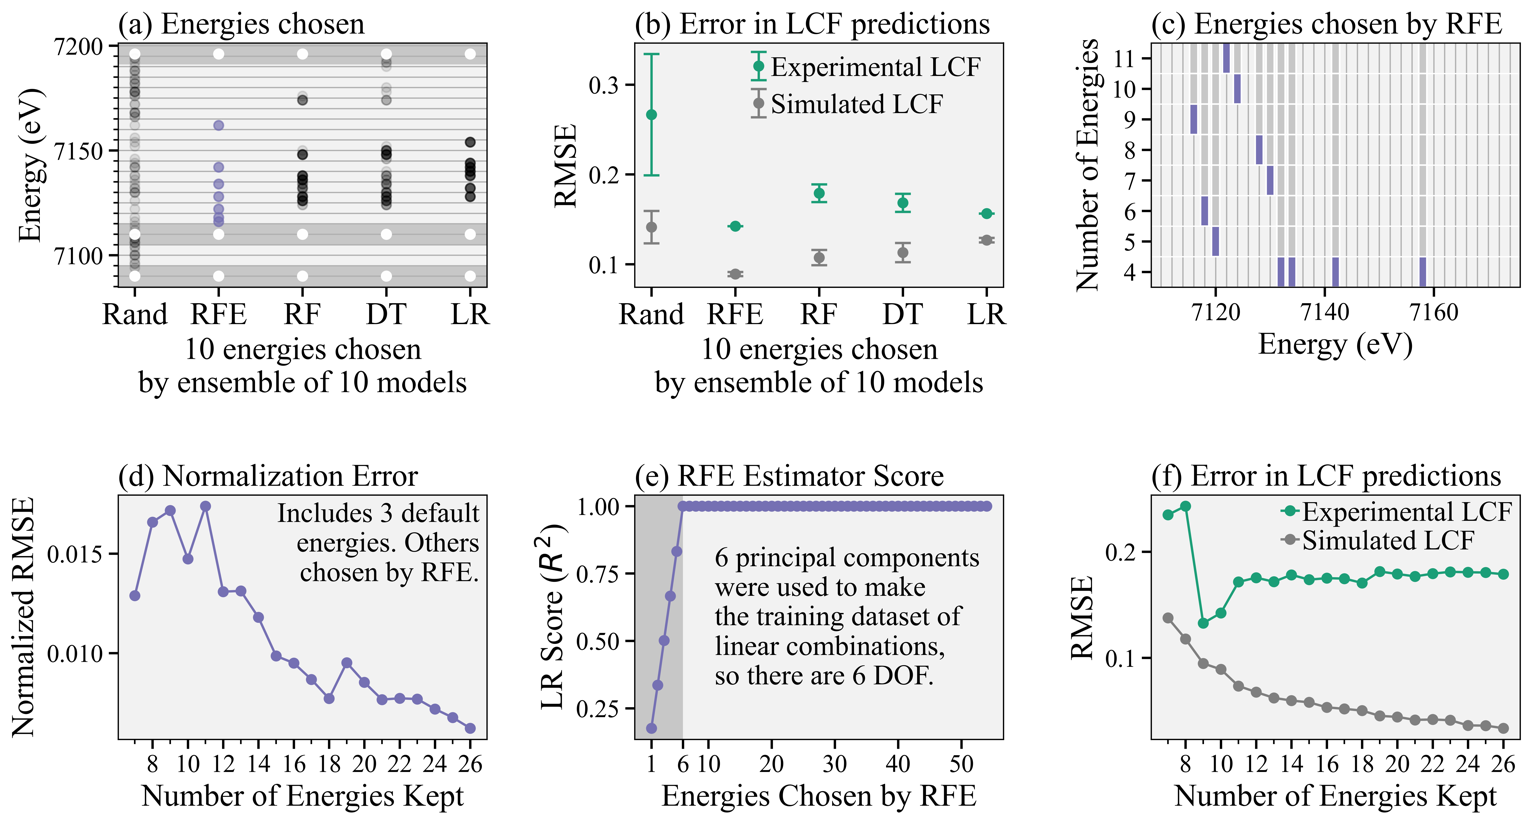 (a) Energies chosen
7200
7150
7100
Energy (eV)
Rand RFE RF DT LR
10 energies chosen
by ensemble of 10 models
(b) Error in LCF predictions
Experimental LCF
Simulated LCF
0.3
0.2
0.1
RMSE
Rand RFE RF DT LR
10 energies chosen
by ensemble of 10 models
(c) Energies chosen by RFE
11
10
9
8
7
6
5
4
Number of Energies
7120 7140 7160
Energy (eV)
(d) Normalization Error
Includes 3 default
energies. Others
chosen by RFE.
0.015
0.010
Normalized RMSE
8 10 12 14 16 18 20 22 24 26
Number of Energies Kept
(e) RFE Estimator Score
1.00
0.75
0.50
0.25
LR Score (R²)
6 principal components
were used to make
the training dataset of
linear combinations,
so there are 6 DOF.
1 6 10 20 30 40 50
Energies Chosen by RFE
(f) Error in LCF predictions
Experimental LCF
Simulated LCF
0.2
0.1
RMSE
8 10 12 14 16 18 20 22 24 26
Number of Energies Kept